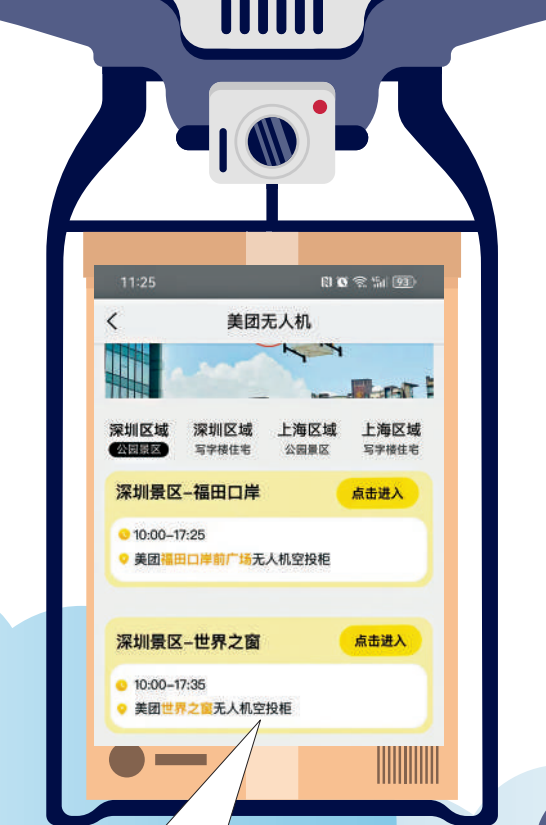 11:25
93
美团无人机
深圳区域 深圳区域 上海区域 上海区域
公园景区 写字楼住宅 公园景区 写字楼住宅
深圳景区-福田口岸 点击进入
10:00-17:25
美团福田口岸前广场无人机空投柜
深圳景区-世界之窗 点击进入
10:00-17:35
美团世界之窗无人机空投柜